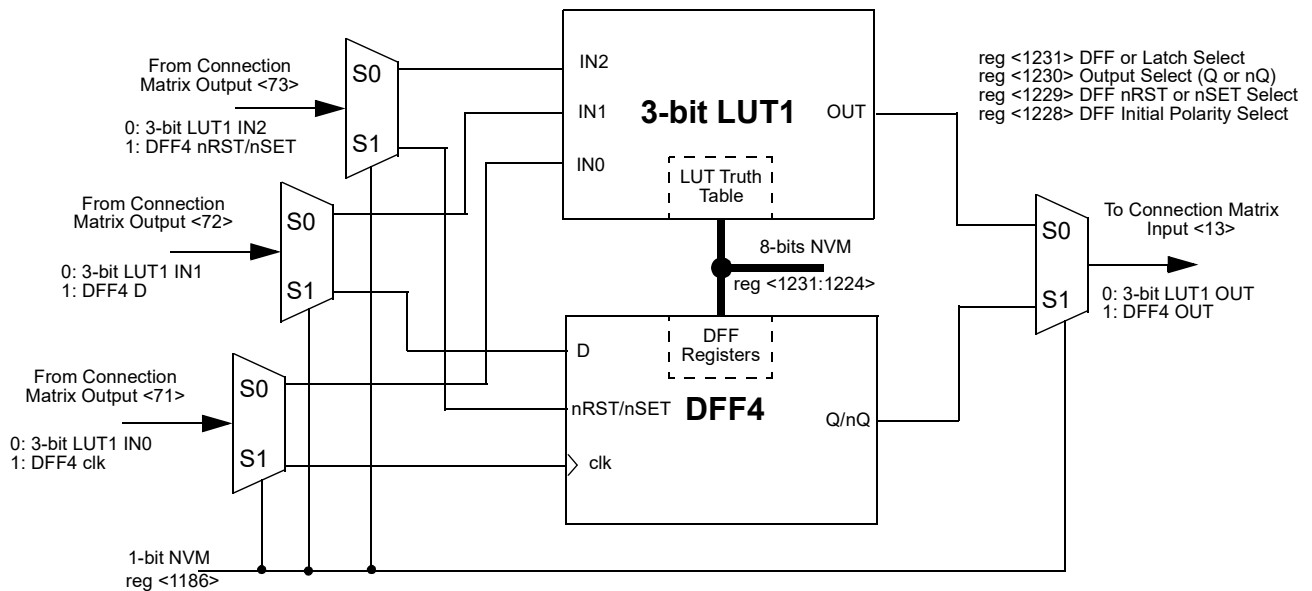 From Connection
Matrix Output <73>
0: 3-bit LUT1 IN2
1: DFF4 nRST/nSET
S0
S1
From Connection
Matrix Output <72>
0: 3-bit LUT1 IN1
1: DFF4 D
S0
S1
From Connection
Matrix Output <71>
0: 3-bit LUT1 IN0
1: DFF4 clk
S0
S1
1-bit NVM
reg <1186>
IN2
IN1
IN0
3-bit LUT1
OUT
LUT Truth
Table
8-bits NVM
reg <1231:1224>
DFF
Registers
D
nRST/nSET
clk
DFF4
Q/nQ
reg <1231> DFF or Latch Select
reg <1230> Output Select (Q or nQ)
reg <1229> DFF nRST or nSET Select
reg <1228> DFF Initial Polarity Select
S0
S1
To Connection Matrix
Input <13>
0: 3-bit LUT1 OUT
1: DFF4 OUT